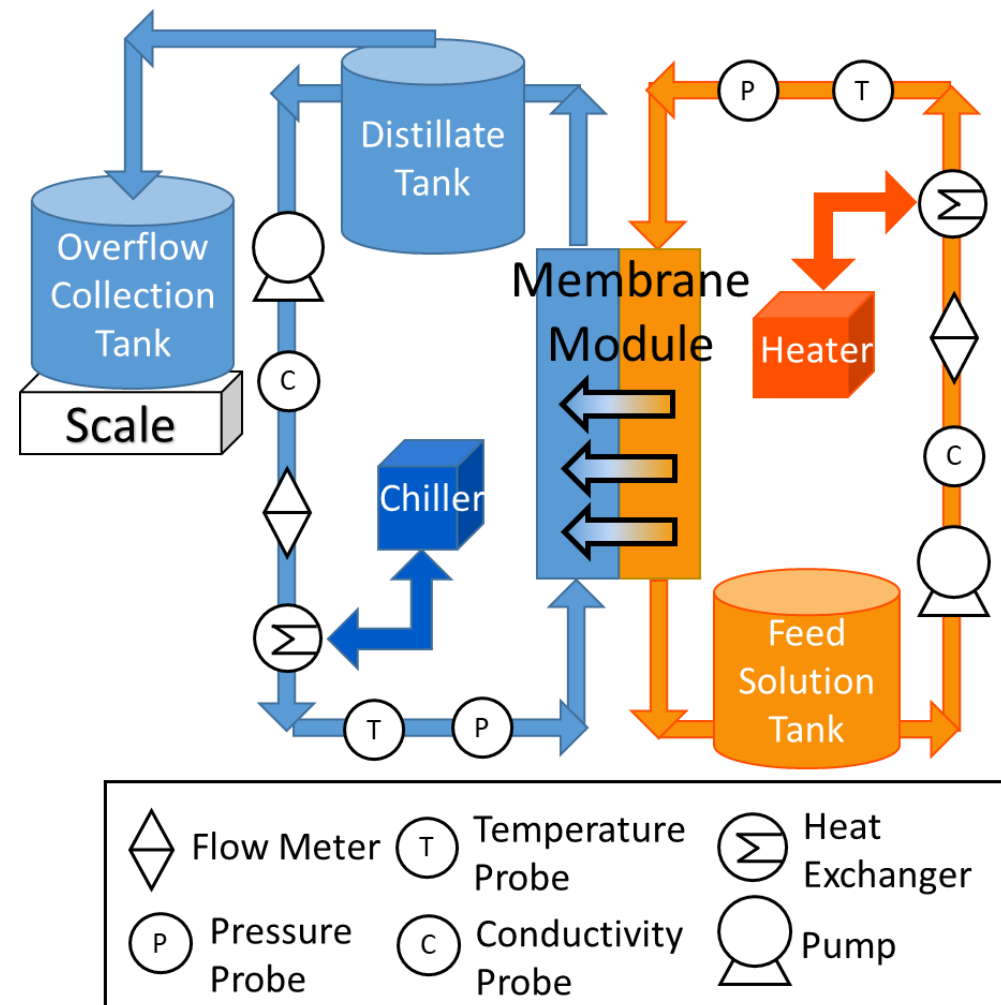 Distillate
Tank
P
T
Overflow
Collection
Tank
Scale
C
Chiller
Membrane
Module
Heater
C
T
P
Feed
Solution
Tank
Flow Meter
T
Temperature
Probe
Heat
Exchanger
P
Pressure
Probe
C
Conductivity
Probe
Pump